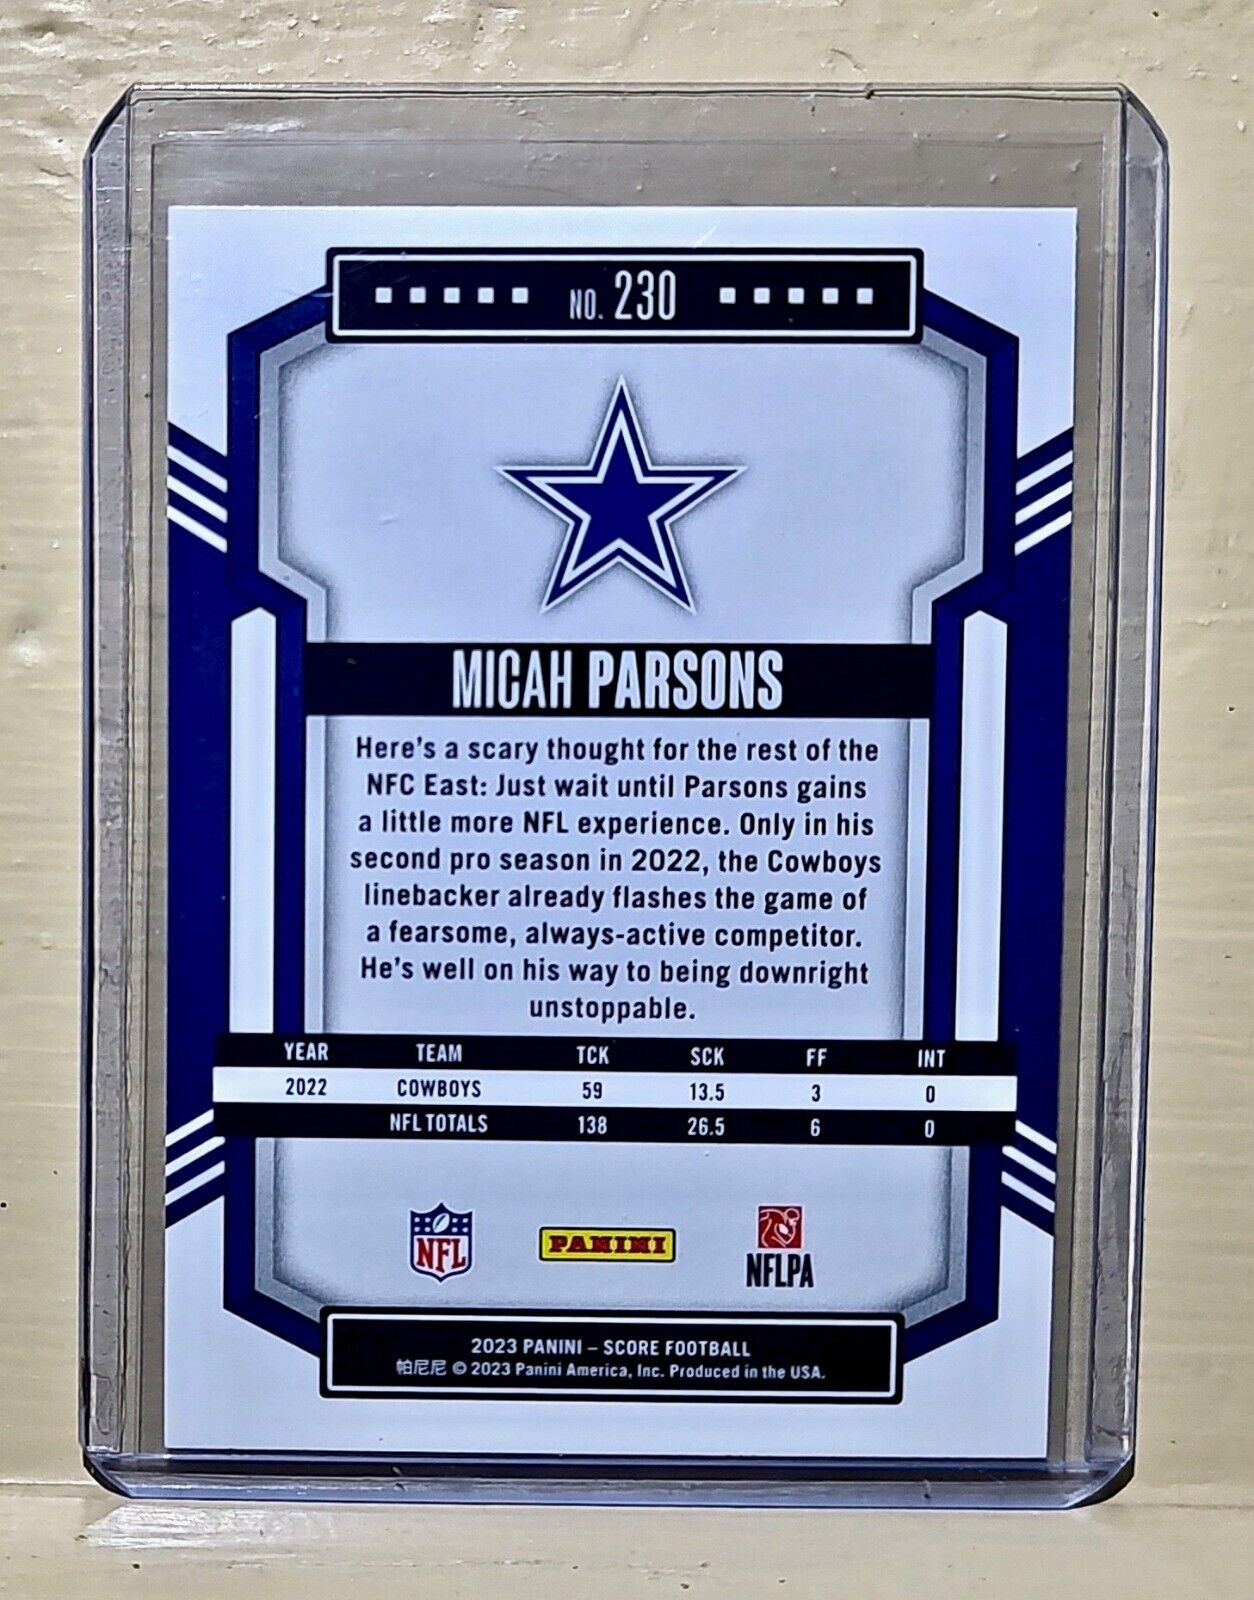 NO. 230
MICAH PARSONS
Here's a scary thought for the rest of the
NFC East: Just wait until Parsons gains
a little more NFL experience. Only in his
second pro season in 2022, the Cowboys
linebacker already flashes the game of
a fearsome, always-active competitor.
He's well on his way to being downright
unstoppable.
YEAR TEAM TCK SCK FF INT
2022 COWBOYS 59 13.5 3 0
NFL TOTALS 138 26.5 6 0
NFL PANINI NFLPA
2023 PANINI – SCORE FOOTBALL
帕尼尼 © 2023 Panini America, Inc. Produced in the USA.